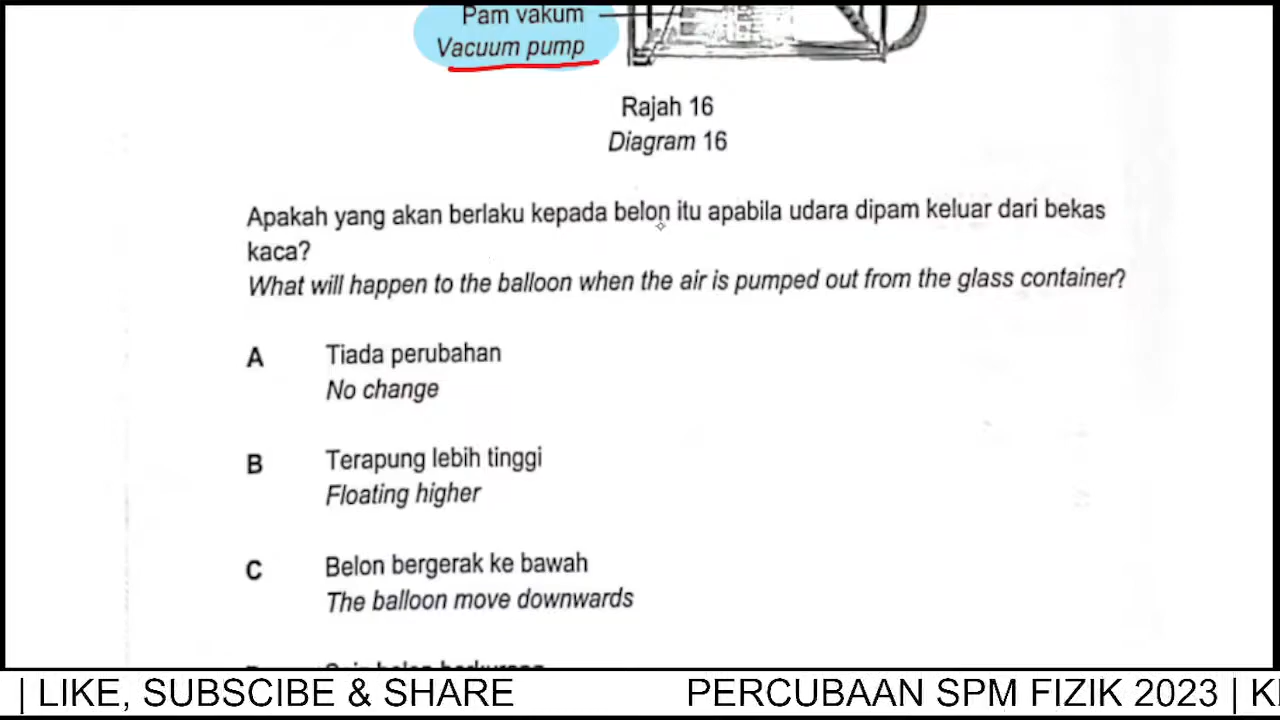 Pam vakum
Vacuum pump
Rajah 16
Diagram 16
Apakah yang akan berlaku kepada belon itu apabila udara dipam keluar dari bekas
kaca?
What will happen to the balloon when the air is pumped out from the glass container?
A Tiada perubahan
No change
B Terapung lebih tinggi
Floating higher
C Belon bergerak ke bawah
The balloon move downwards
| LIKE, SUBSCIBE & SHARE PERCUBAAN SPM FIZIK 2023 |